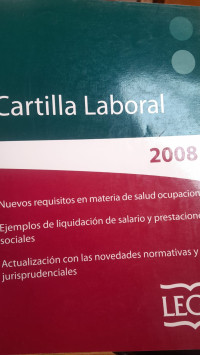 Cartilla Laboral
2008
Nuevos requisitos en materia de salud ocupacion
Ejemplos de liquidación de salario y prestacione
sociales
Actualización con las novedades normativas y
jurisprudenciales
LEG